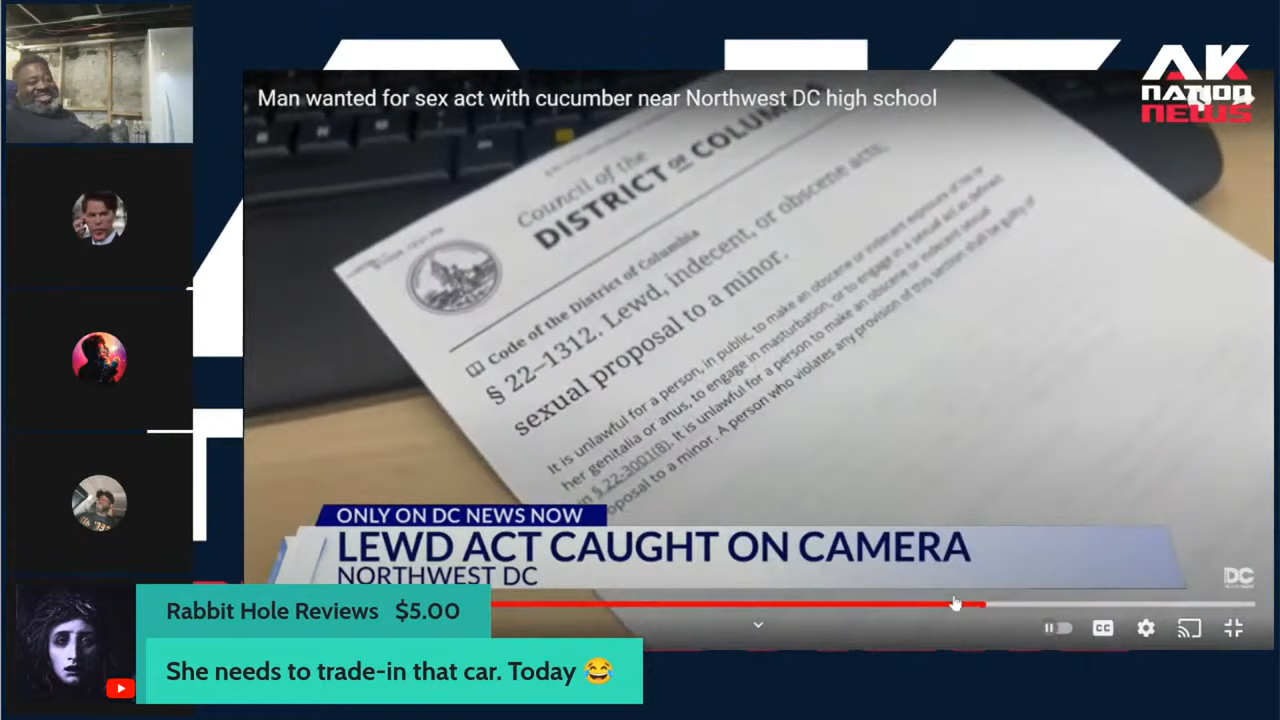 Man wanted for sex act with cucumber near Northwest DC high school
AK
NATION
NEWS
Council of the
DISTRICT OF COLUM
Code of the District of Columbia
§ 22–1312. Lewd, indecent, or obscene acts;
sexual proposal to a minor.
It is unlawful for a person, in public, to make an obscene or indecent exposure of his or
her genitalia or anus, to engage in masturbation, or to engage in a sexual act as defined
in § 22-3001(8). It is unlawful for a person to make an obscene or indecent sexual
oposal to a minor. A person who violates any provision of this section shall be guilty of
ONLY ON DC NEWS NOW
LEWD ACT CAUGHT ON CAMERA
NORTHWEST DC
DC
CC
Rabbit Hole Reviews $5.00
She needs to trade-in that car. Today 😂